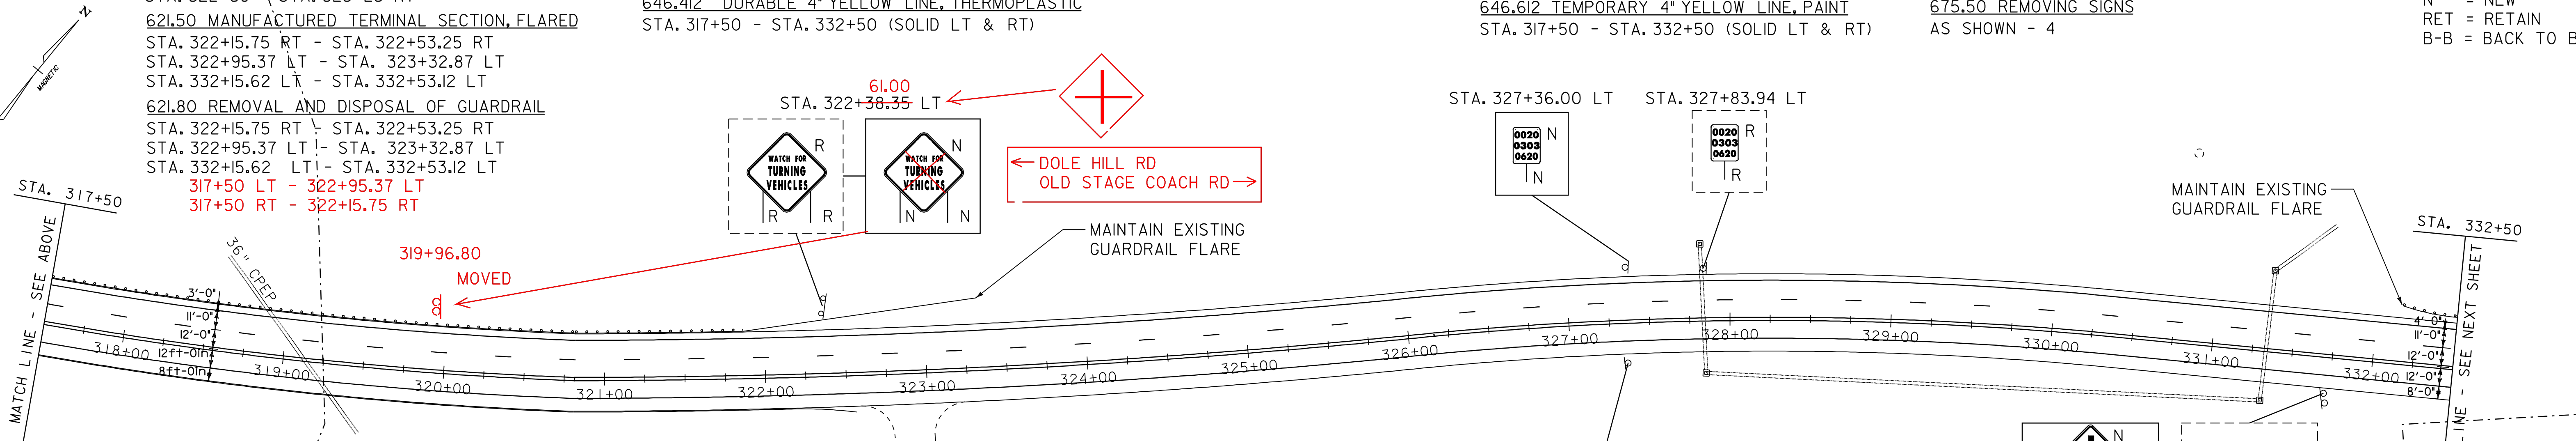 621.50 MANUFACTURED TERMINAL SECTION, FLARED
STA. 322+15.75 RT - STA. 322+53.25 RT
STA. 322+95.37 LT - STA. 323+32.87 LT
STA. 332+15.62 LT - STA. 332+53.12 LT
621.80 REMOVAL AND DISPOSAL OF GUARDRAIL
STA. 322+15.75 RT - STA. 322+53.25 RT
STA. 322+95.37 LT - STA. 323+32.87 LT
STA. 332+15.62 LT - STA. 332+53.12 LT
317+50 LT - 322+95.37 LT
317+50 RT - 322+15.75 RT
646.412 DURABLE 4" YELLOW LINE, THERMOPLASTIC
STA. 317+50 - STA. 332+50 (SOLID LT & RT)
646.612 TEMPORARY 4" YELLOW LINE, PAINT
STA. 317+50 - STA. 332+50 (SOLID LT & RT)
675.50 REMOVING SIGNS
AS SHOWN - 4
N = NEW
RET = RETAIN
B-B = BACK TO B
MAGNETIC
61.00
STA. 322+38.35 LT
WATCH FOR
TURNING
VEHICLES
R
R R
WATCH FOR
TURNING
VEHICLES
N
N N
DOLE HILL RD
OLD STAGE COACH RD
STA. 327+36.00 LT
0020
0303
0620
N
N
STA. 327+83.94 LT
0020
0303
0620
R
R
MAINTAIN EXISTING
GUARDRAIL FLARE
MAINTAIN EXISTING
GUARDRAIL FLARE
STA. 317+50
MATCH LINE - SEE ABOVE
36" CPEP
319+96.80
MOVED
STA. 332+50
LINE - SEE NEXT SHEET
3'-0"
11'-0"
12'-0"
12ft-0in
8ft-0in
318+00
319+00
320+00
321+00
322+00
323+00
324+00
325+00
326+00
327+00
328+00
329+00
330+00
331+00
332+00
4'-0"
11'-0"
12'-0"
12'-0"
8'-0"
N